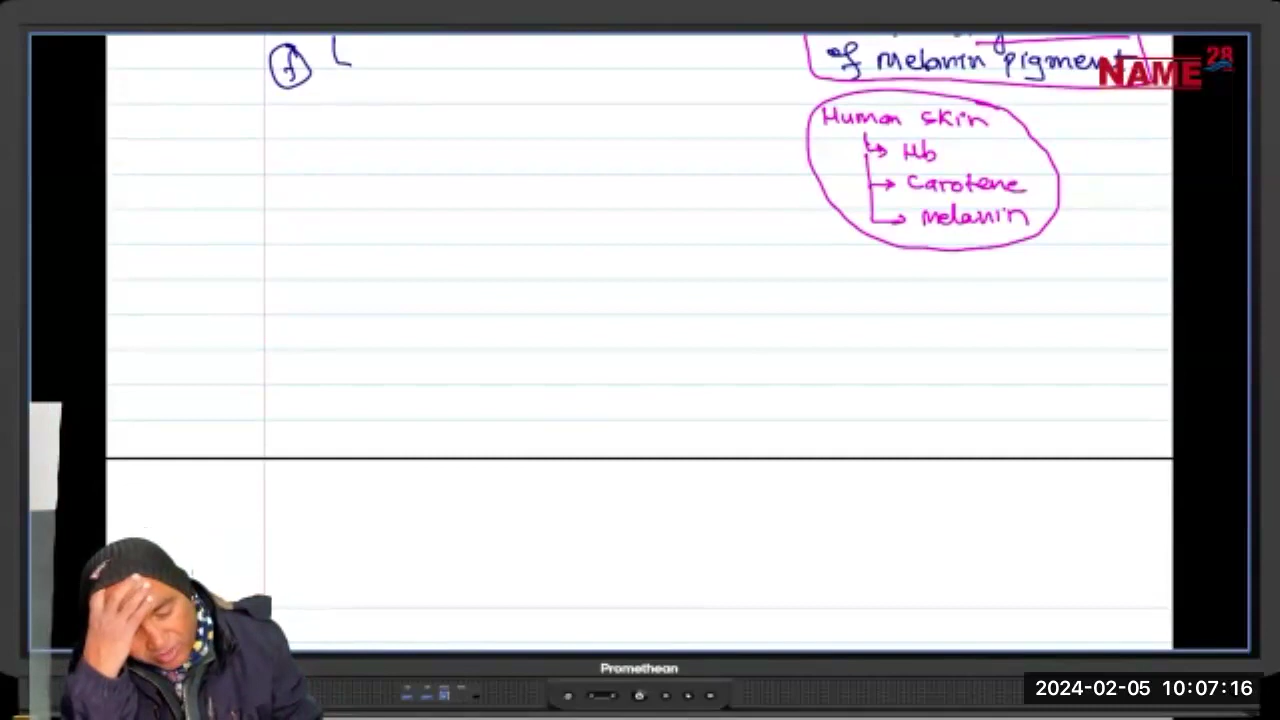 f
of melanin pigment
NAME 28
Human skin
Hb
Carotene
melanin
Promethean
2024-02-05 10:07:16